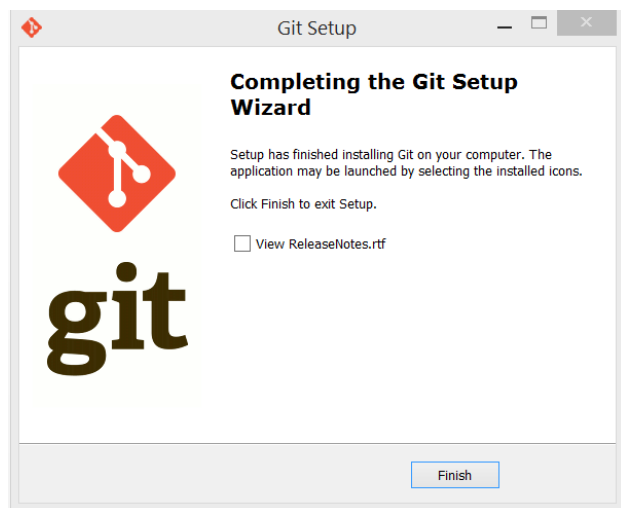 Git Setup
Completing the Git Setup
Wizard
Setup has finished installing Git on your computer. The
application may be launched by selecting the installed icons.
Click Finish to exit Setup.
View ReleaseNotes.rtf
git
Finish